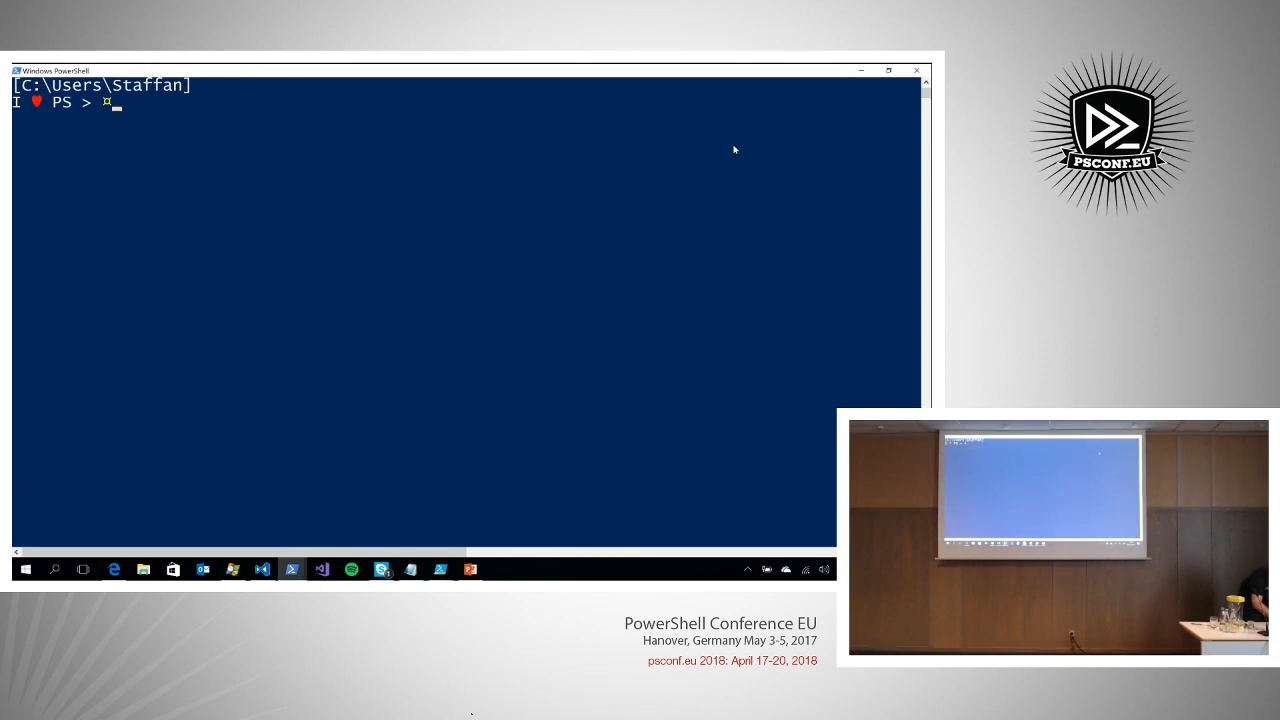 Windows PowerShell
[C:\Users\Staffan]
I ♥ PS > ¤_
PSCONF.EU
1
PowerShell Conference EU
Hanover, Germany May 3-5, 2017
psconf.eu 2018: April 17-20, 2018